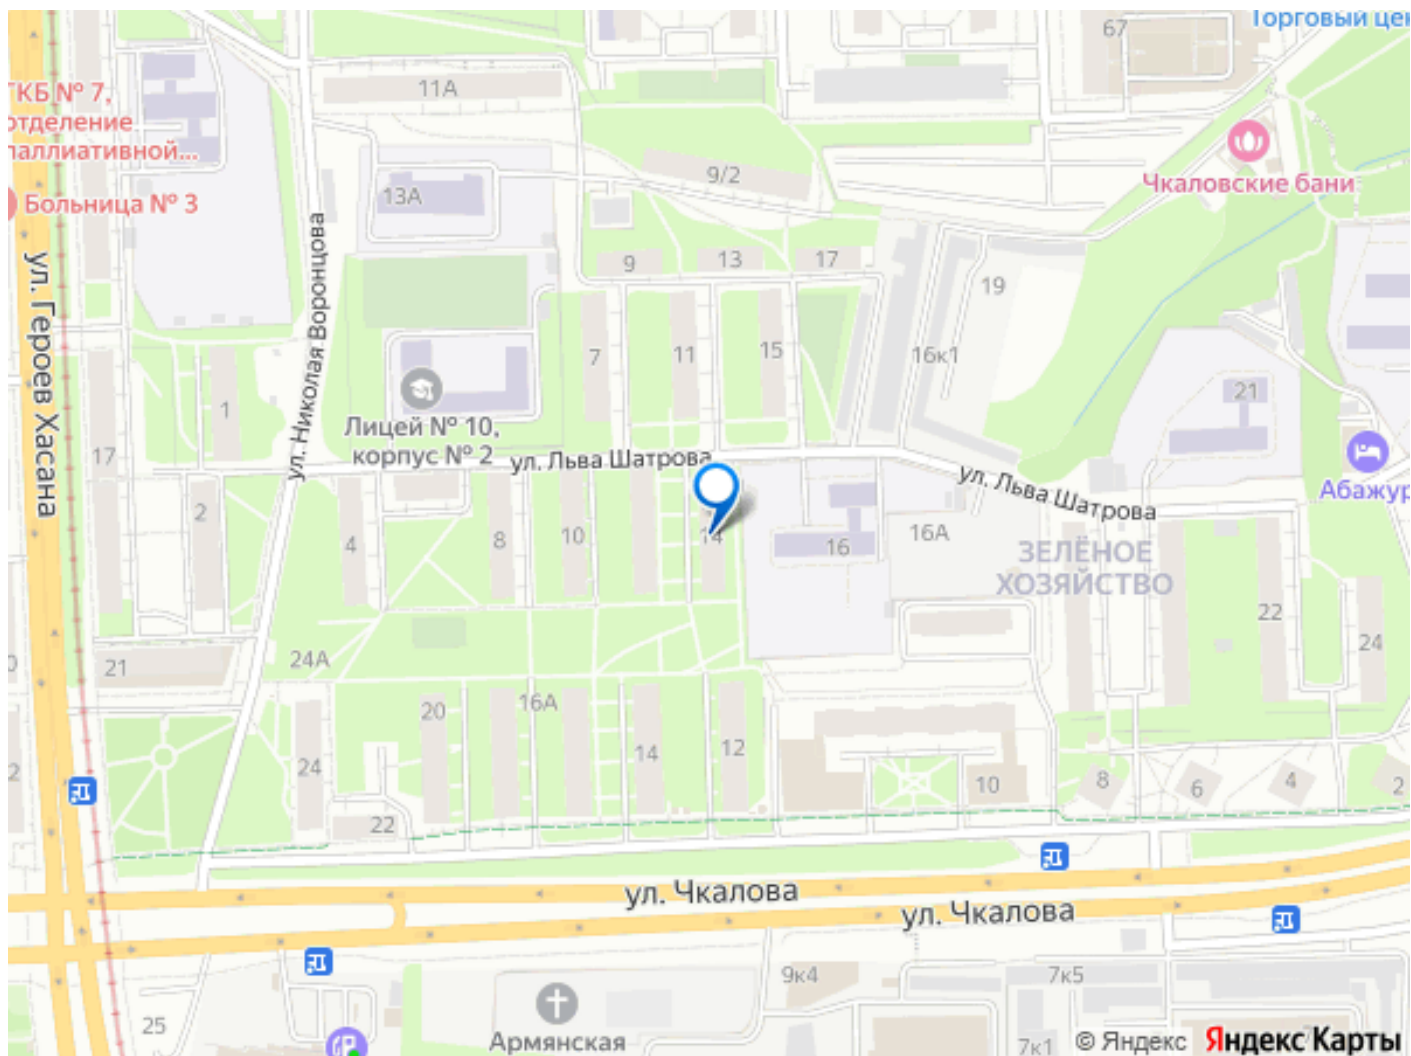 Торговый цен
67
11А
ГКБ № 7,
отделение
паллиативной...
9/2
Чкаловские бани
13А
Больница № 3
ул. Героев Хасана
ул. Николая Воронцова
9
13
17
19
7
11
15
16к1
1
21
Лицей № 10,
корпус № 2
17
ул. Льва Шатрова
ул. Льва Шатрова
Абажур
2
4
8
10
14
16
16А
ЗЕЛЁНОЕ
ХОЗЯЙСТВО
22
24
21
24А
20
16А
14
12
24
22
10
8
6
4
2
2
0
ул. Чкалова
ул. Чкалова
9к4
7к5
25
Армянская
7к1
© Яндекс Яндекс Карты